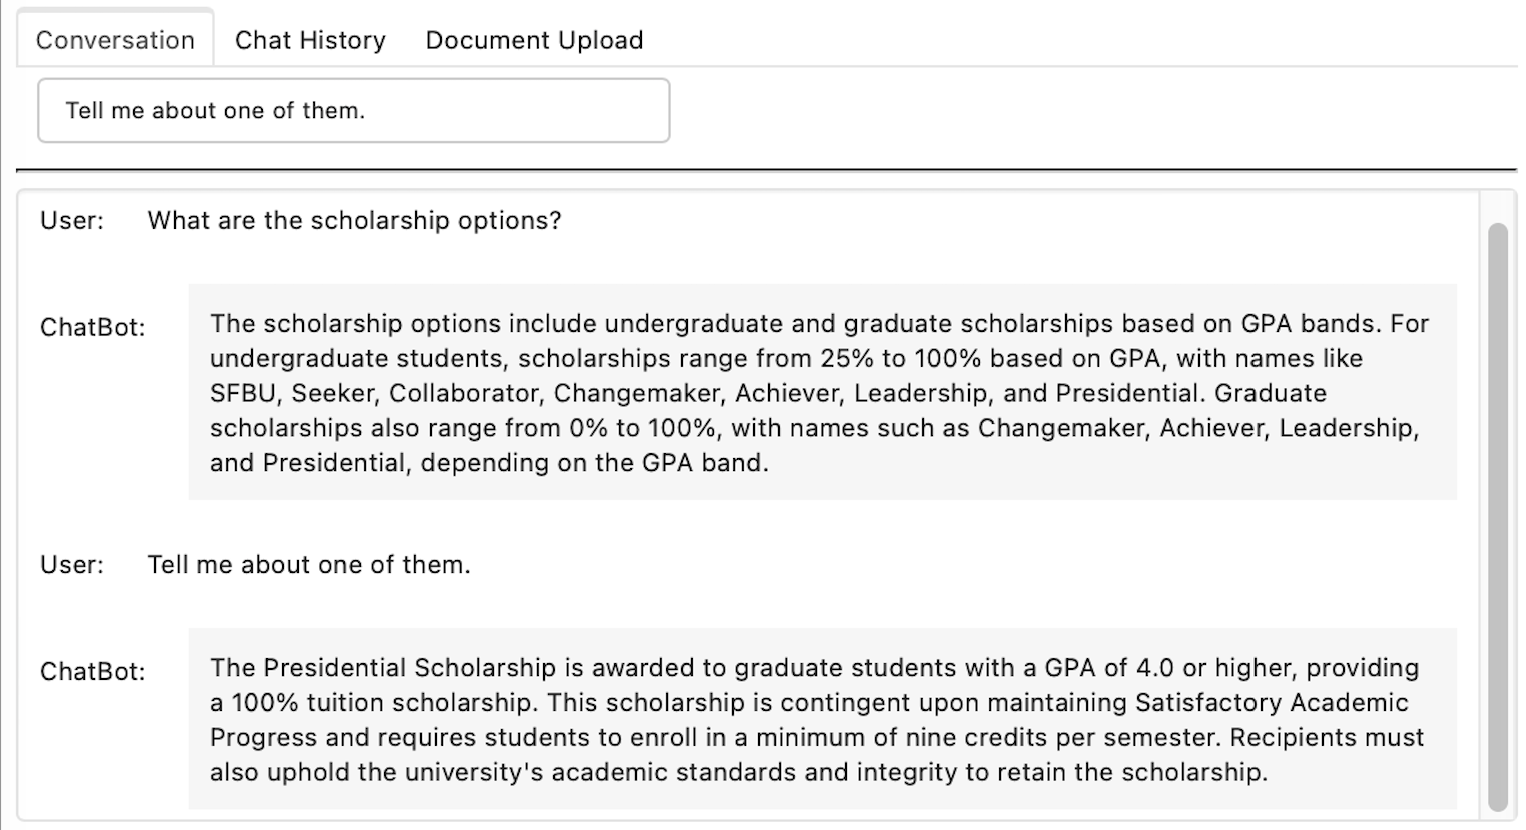 Conversation Chat History Document Upload
Tell me about one of them.
User: What are the scholarship options?
ChatBot: The scholarship options include undergraduate and graduate scholarships based on GPA bands. For
undergraduate students, scholarships range from 25% to 100% based on GPA, with names like
SFBU, Seeker, Collaborator, Changemaker, Achiever, Leadership, and Presidential. Graduate
scholarships also range from 0% to 100%, with names such as Changemaker, Achiever, Leadership,
and Presidential, depending on the GPA band.
User: Tell me about one of them.
ChatBot: The Presidential Scholarship is awarded to graduate students with a GPA of 4.0 or higher, providing
a 100% tuition scholarship. This scholarship is contingent upon maintaining Satisfactory Academic
Progress and requires students to enroll in a minimum of nine credits per semester. Recipients must
also uphold the university's academic standards and integrity to retain the scholarship.